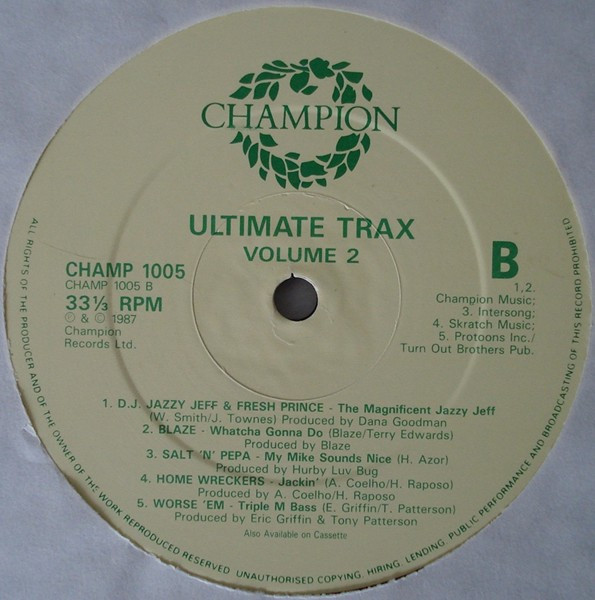 CHAMPION
ULTIMATE TRAX
VOLUME 2
CHAMP 1005
CHAMP 1005 B
33⅓ RPM
Ⓟ & © 1987
Champion
Records Ltd.
B
1,2.
Champion Music;
3. Intersong;
4. Skratch Music;
5. Protoons Inc./
Turn Out Brothers Pub.
1. D.J. JAZZY JEFF & FRESH PRINCE - The Magnificent Jazzy Jeff
(W. Smith/J. Townes) Produced by Dana Goodman
2. BLAZE - Whatcha Gonna Do (Blaze/Terry Edwards)
Produced by Blaze
3. SALT 'N' PEPA - My Mike Sounds Nice (H. Azor)
Produced by Hurby Luv Bug
4. HOME WRECKERS - Jackin' (A. Coelho/H. Raposo)
Produced by A. Coelho/H. Raposo
5. WORSE 'EM - Triple M Bass (E. Griffin/T. Patterson)
Produced by Eric Griffin & Tony Patterson
Also Available on Cassette
ALL RIGHTS OF THE PRODUCER AND OF THE OWNER OF THE WORK REPRODUCED RESERVED. UNAUTHORISED COPYING, HIRING, LENDING, PUBLIC PERFORMANCE AND BROADCASTING OF THIS RECORD PROHIBITED